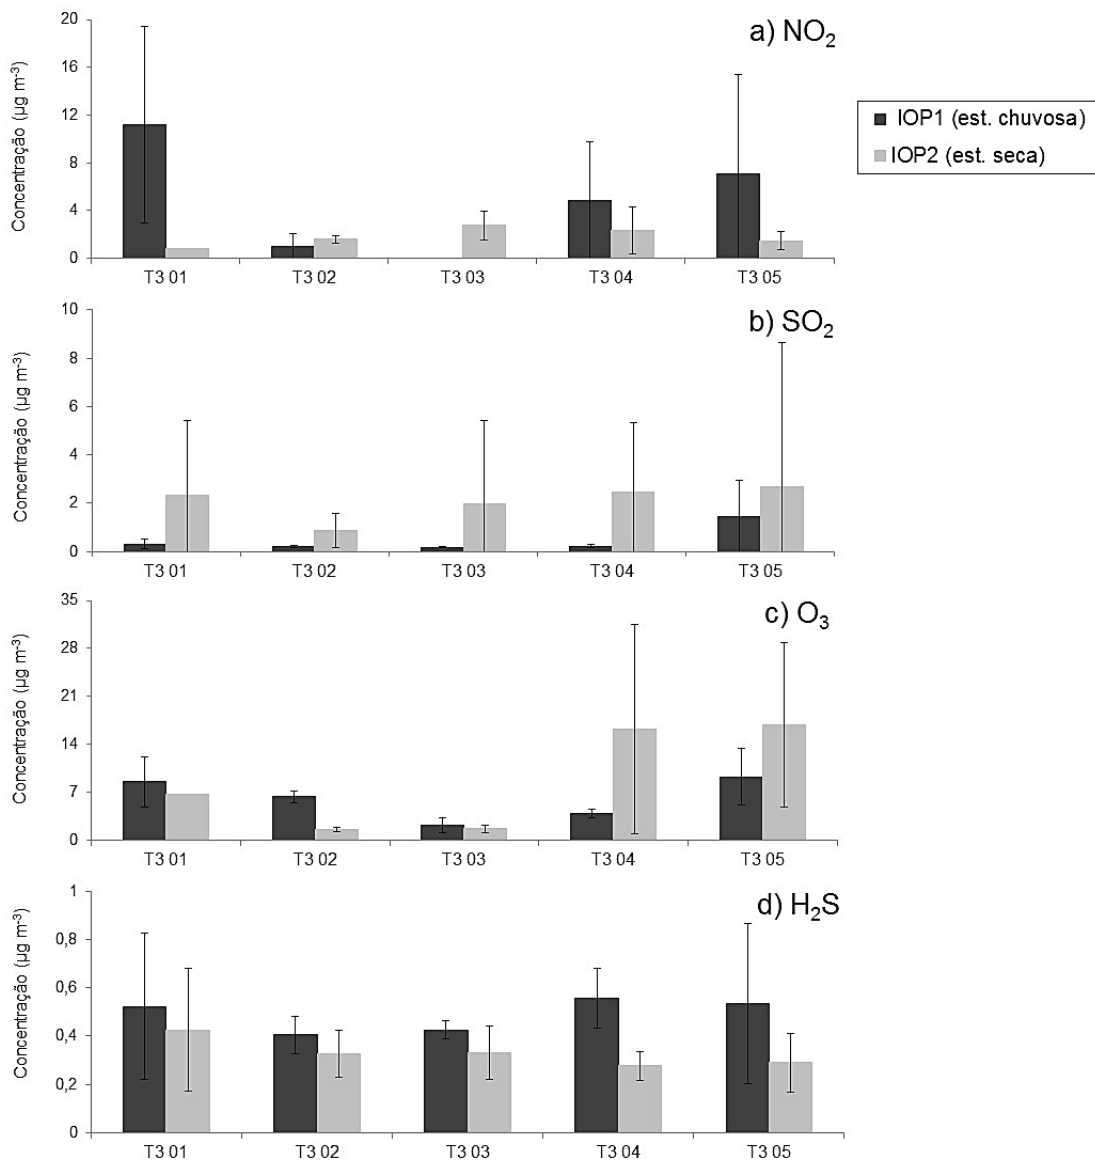 a) NO₂
Concentração (µg m⁻³)
20
16
12
8
4
0
T3 01 T3 02 T3 03 T3 04 T3 05
IOP1 (est. chuvosa)
IOP2 (est. seca)
b) SO₂
Concentração (µg m⁻³)
10
8
6
4
2
0
T3 01 T3 02 T3 03 T3 04 T3 05
c) O₃
Concentração (µg m⁻³)
35
28
21
14
7
0
T3 01 T3 02 T3 03 T3 04 T3 05
d) H₂S
Concentração (µg m⁻³)
1
0,8
0,6
0,4
0,2
0
T3 01 T3 02 T3 03 T3 04 T3 05